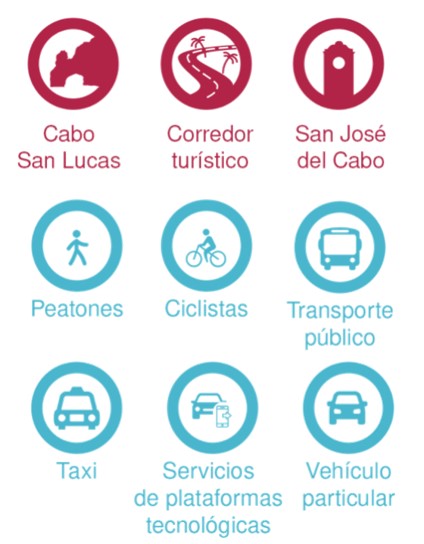 Cabo
San Lucas
Corredor
turístico
San José
del Cabo
Peatones
Ciclistas
Transporte
público
Taxi
Servicios
de plataformas
tecnológicas
Vehículo
particular